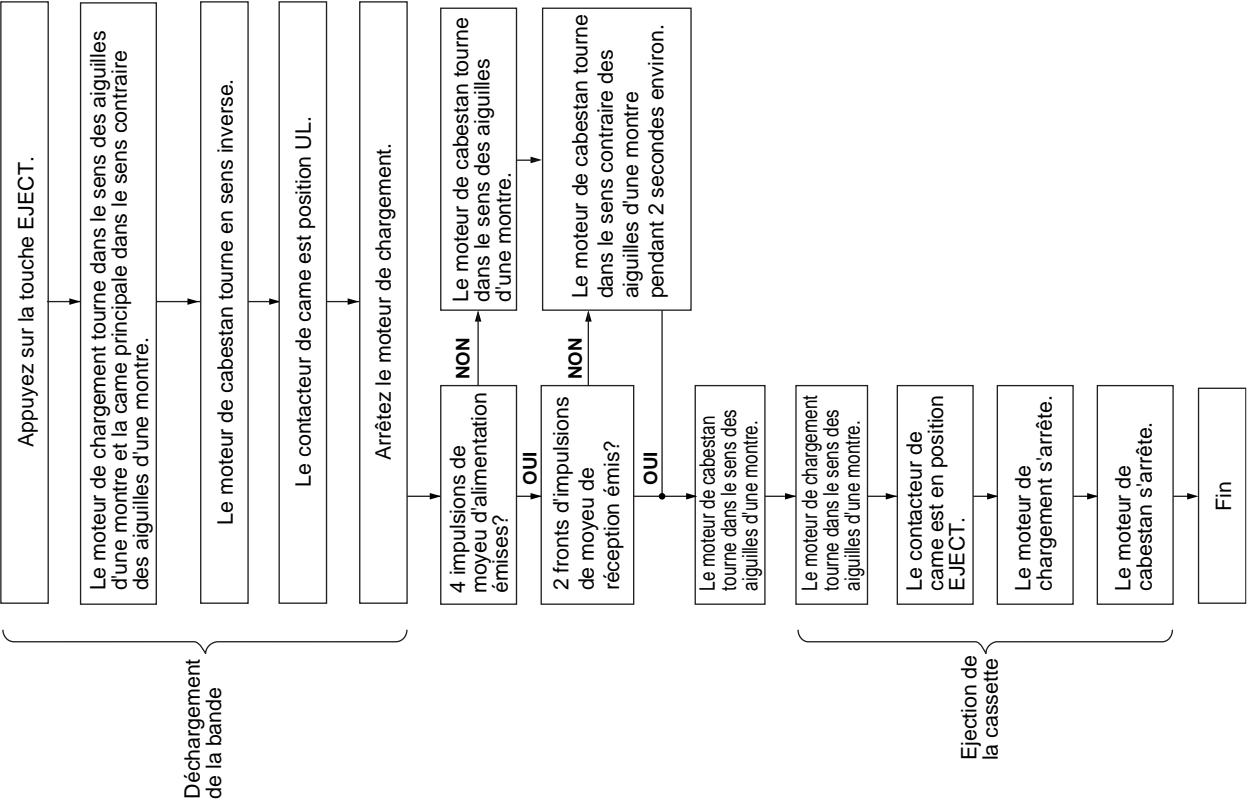 Appuyez sur la touche EJECT.
Le moteur de chargement tourne dans le sens des aiguilles
d'une montre et la came principale dans le sens contraire
des aiguilles d'une montre.
Le moteur de cabestan tourne en sens inverse.
Le contacteur de came est position UL.
Arrêtez le moteur de chargement.
Déchargement
de la bande
4 impulsions de
moyeu d'alimentation
émises?
NON
Le moteur de cabestan tourne
dans le sens des aiguilles
d'une montre.
OUI
2 fronts d'impulsions
de moyeu de
réception émis?
NON
Le moteur de cabestan tourne
dans le sens contraire des
aiguilles d'une montre
pendant 2 secondes environ.
OUI
Le moteur de cabestan
tourne dans le sens des
aiguilles d'une montre.
Le moteur de chargement
tourne dans le sens des
aiguilles d'une montre.
Le contacteur de
came est en position
EJECT.
Le moteur de
chargement s'arrête.
Le moteur de
cabestan s'arrête.
Ejection de
la cassette
Fin